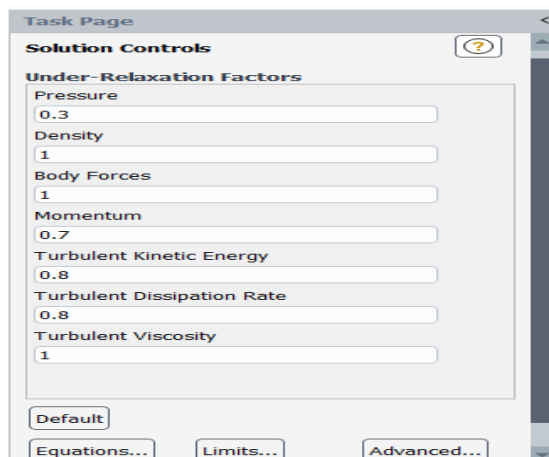 Task Page <
Solution Controls ?
Under-Relaxation Factors
Pressure
0.3
Density
1
Body Forces
1
Momentum
0.7
Turbulent Kinetic Energy
0.8
Turbulent Dissipation Rate
0.8
Turbulent Viscosity
1
Default
Equations... Limits... Advanced...